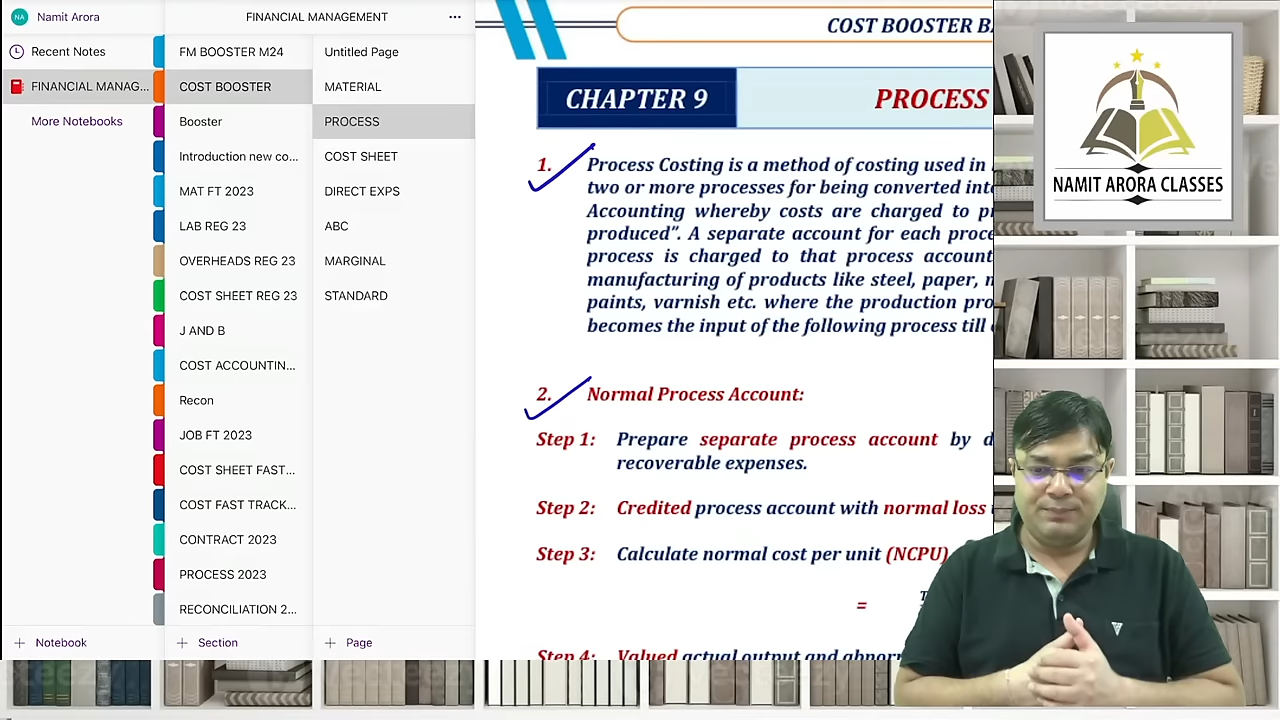 NA Namit Arora
FINANCIAL MANAGEMENT
Recent Notes
FINANCIAL MANAG...
More Notebooks
Notebook
FM BOOSTER M24
COST BOOSTER
Booster
Introduction new co...
MAT FT 2023
LAB REG 23
OVERHEADS REG 23
COST SHEET REG 23
J AND B
COST ACCOUNTIN...
Recon
JOB FT 2023
COST SHEET FAST...
COST FAST TRACK...
CONTRACT 2023
PROCESS 2023
RECONCILIATION 2...
Section
Untitled Page
MATERIAL
PROCESS
COST SHEET
DIRECT EXPS
ABC
MARGINAL
STANDARD
Page
COST BOOSTER
CHAPTER 9
PROCESS
1. Process Costing is a method of costing used in
two or more processes for being converted
Accounting whereby costs are charged to
produced". A separate account for each
process is charged to that process account
manufacturing of products like steel, paper,
paints, varnish etc. where the production
becomes the input of the following process till
2. Normal Process Account:
Step 1: Prepare separate process account by
recoverable expenses.
Step 2: Credited process account with normal loss
Step 3: Calculate normal cost per unit (NCPU)
=
Step 4: Valued actual output and
NAMIT ARORA CLASSES